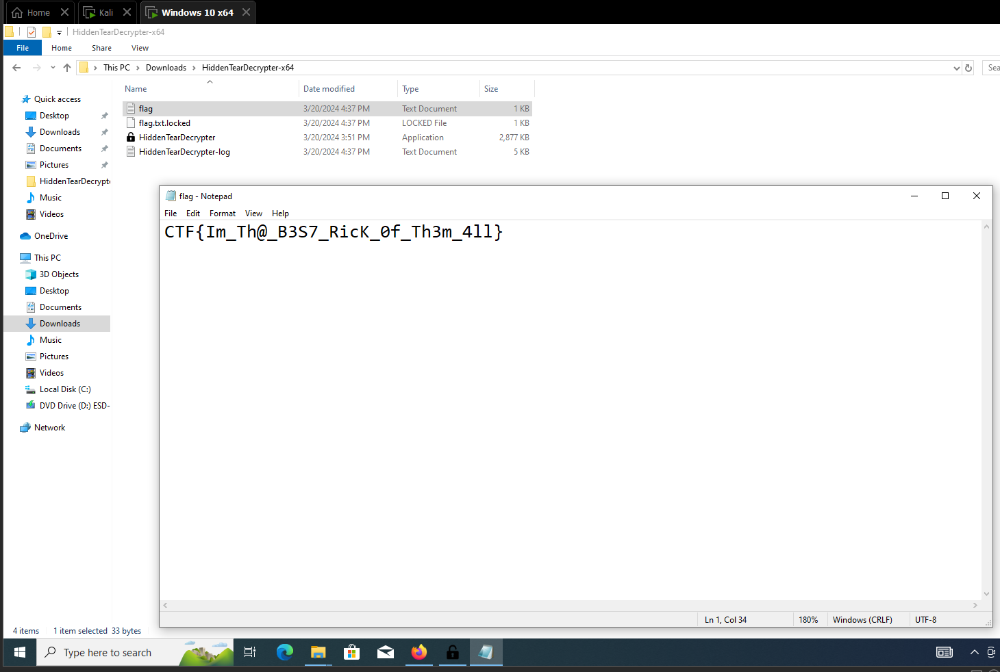 Home
Kali
Windows 10 x64
HiddenTearDecrypter-x64
File Home Share View
This PC > Downloads > HiddenTearDecrypter-x64
Sea
Name Date modified Type Size
flag 3/20/2024 4:37 PM Text Document 1 KB
flag.txt.locked 3/20/2024 4:37 PM LOCKED File 1 KB
HiddenTearDecrypter 3/20/2024 3:51 PM Application 2,877 KB
HiddenTearDecrypter-log 3/20/2024 4:37 PM Text Document 5 KB
Quick access
Desktop
Downloads
Documents
Pictures
HiddenTearDecrypte
Music
Videos
OneDrive
This PC
3D Objects
Desktop
Documents
Downloads
Music
Pictures
Videos
Local Disk (C:)
DVD Drive (D:) ESD-
Network
flag - Notepad
File Edit Format View Help
CTF{Im_Th@_B3S7_RicK_0f_Th3m_4ll}
Ln 1, Col 34 180% Windows (CRLF) UTF-8
4 items 1 item selected 33 bytes
Type here to search